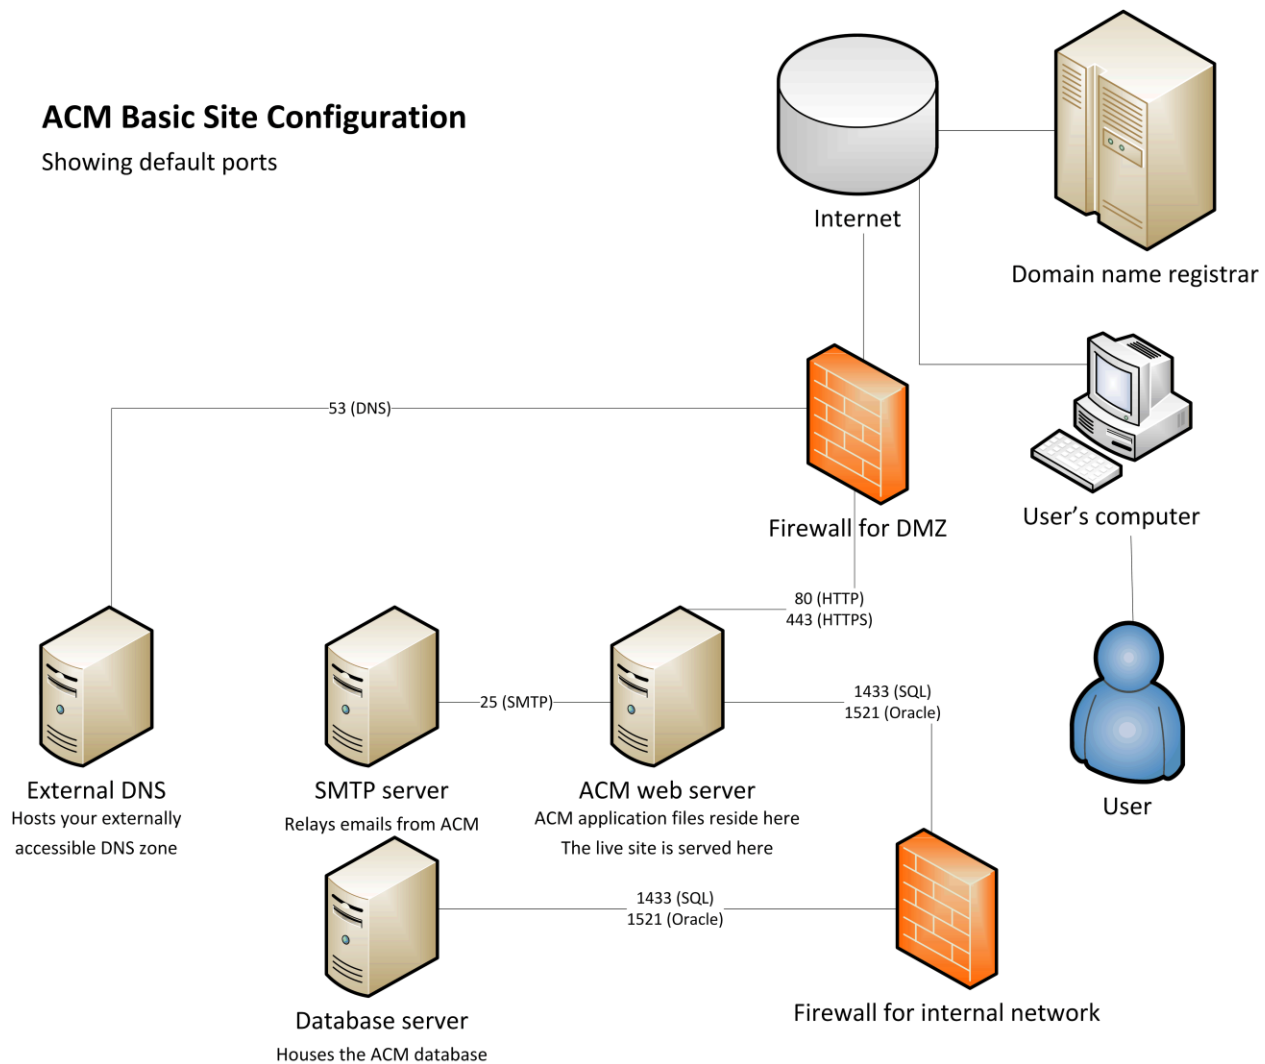 ACM Basic Site Configuration
Showing default ports
Internet
Domain name registrar
53 (DNS)
Firewall for DMZ
User’s computer
80 (HTTP)
443 (HTTPS)
25 (SMTP)
1433 (SQL)
1521 (Oracle)
External DNS
Hosts your externally
accessible DNS zone
SMTP server
Relays emails from ACM
ACM web server
ACM application files reside here
The live site is served here
User
1433 (SQL)
1521 (Oracle)
Firewall for internal network
Database server
Houses the ACM database